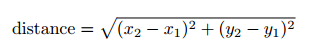 distance = √(x₂ − x₁)² + (y₂ − y₁)²